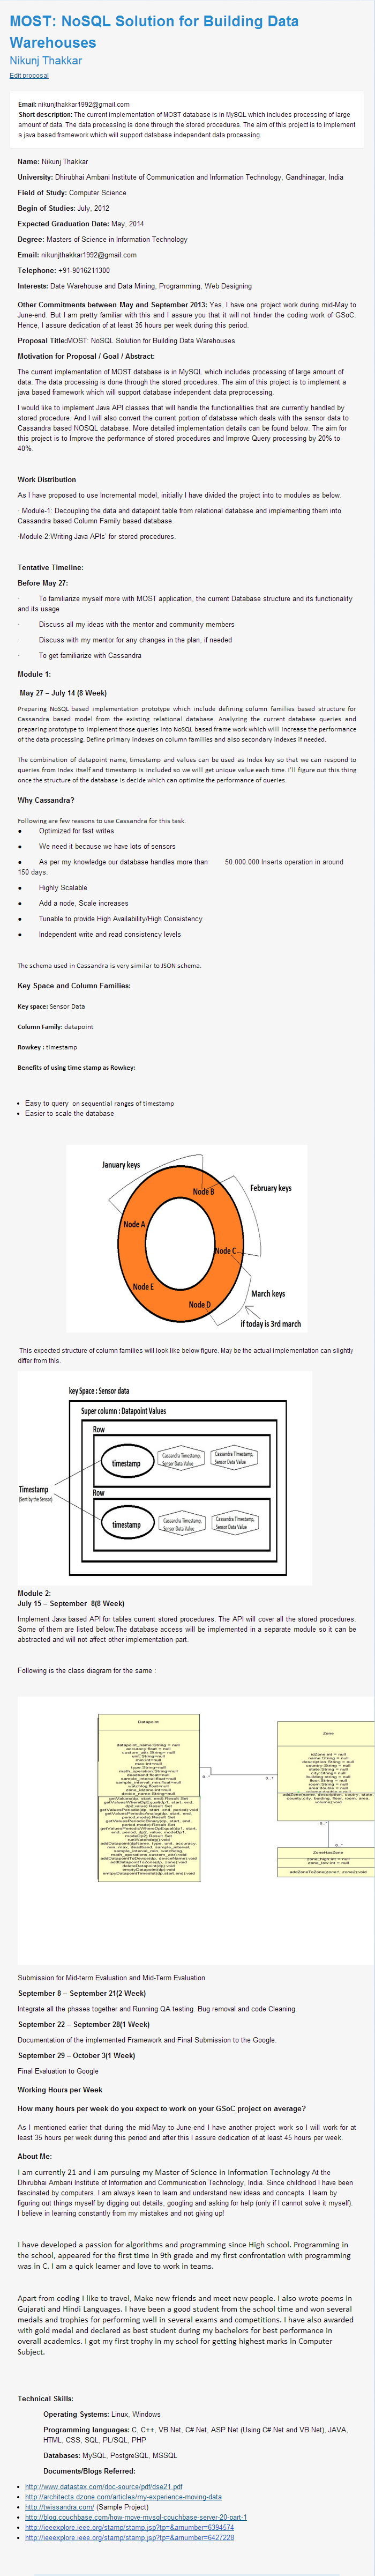 MOST: NoSQL Solution for Building Data
Warehouses
Nikunj Thakkar
Edit proposal
Email: nikunjthakkar1992@gmail.com
Short description: The current implementation of MOST database is in MySQL which includes processing of large
amount of data. The data processing is done through the stored procedures. The aim of this project is to implement
a java based framework which will support database independent data processing.
Name: Nikunj Thakkar
University: Dhirubhai Ambani Institute of Communication and Information Technology, Gandhinagar, India
Field of Study: Computer Science
Begin of Studies: July, 2012
Expected Graduation Date: May, 2014
Degree: Masters of Science in Information Technology
Email: nikunjthakkar1992@gmail.com
Telephone: +91-9016211300
Interests: Date Warehouse and Data Mining, Programming, Web Designing
Other Commitments between May and September 2013: Yes, I have one project work during mid-May to
June-end. But I am pretty familiar with this and I assure you that it will not hinder the coding work of GSoC.
Hence, I assure dedication of at least 35 hours per week during this period.
Proposal Title:MOST: NoSQL Solution for Building Data Warehouses
Motivation for Proposal / Goal / Abstract:
The current implementation of MOST database is in MySQL which includes processing of large amount of
data. The data processing is done through the stored procedures. The aim of this project is to implement a
java based framework which will support database independent data preprocessing.
I would like to implement Java API classes that will handle the functionalities that are currently handled by
stored procedure. And I will also convert the current portion of database which deals with the sensor data to
Cassandra based NOSQL database. More detailed implementation details can be found below. The aim for
this project is to Improve the performance of stored procedures and Improve Query processing by 20% to
40%.
Work Distribution
As I have proposed to use Incremental model, initially I have divided the project into to modules as below.
· Module-1: Decoupling the data and datapoint table from relational database and implementing them into
Cassandra based Column Family based database.
·Module-2:Writing Java APIs' for stored procedures.
Tentative Timeline:
Before May 27:
· To familiarize myself more with MOST application, the current Database structure and its functionality
and its usage
· Discuss all my ideas with the mentor and community members
· Discuss with my mentor for any changes in the plan, if needed
· To get familiarize with Cassandra
Module 1:
May 27 – July 14 (8 Week)
Preparing NoSQL based implementation prototype which include defining column families based structure for
Cassandra based model from the existing relational database. Analyzing the current database queries and
preparing prototype to implement those queries into NoSQL based frame work which will increase the performance
of the data processing. Define primary indexes on column families and also secondary indexes if needed.
The combination of datapoint name, timestamp and values can be used as Index key so that we can respond to
queries from index itself and timestamp is included so we will get unique value each time. I'll figure out this thing
once the structure of the database is decide which can optimize the performance of queries.
Why Cassandra?
Following are few reasons to use Cassandra for this task.
● Optimized for fast writes
● We need it because we have lots of sensors
● As per my knowledge our database handles more than 50.000.000 Inserts operation in around
150 days.
● Highly Scalable
● Add a node, Scale increases
● Tunable to provide High Availability/High Consistency
● Independent write and read consistency levels
The schema used in Cassandra is very similar to JSON schema.
Key Space and Column Families:
Key space: Sensor Data
Column Family: datapoint
Rowkey : timestamp
Benefits of using time stamp as Rowkey:
• Easy to query on sequential ranges of timestamp
• Easier to scale the database
January keys
Node B
February keys
Node A
Node C
Node E
March keys
Node D
if today is 3rd march
This expected structure of column families will look like below figure. May be the actual implementation can slightly
differ from this.
key Space : Sensor data
Super column : Datapoint Values
Row
timestamp
Cassandra Timestamp,
Sensor Data Value
Cassandra Timestamp,
Sensor Data Value
Timestamp
(Sent by the Sensor)
Row
timestamp
Cassandra Timestamp,
Sensor Data Value
Cassandra Timestamp,
Sensor Data Value
Module 2:
July 15 – September 8(8 Week)
Implement Java based API for tables current stored procedures. The API will cover all the stored procedures.
Some of them are listed below.The database access will be implemented in a separate module so it can be
abstracted and will not affect other implementation part.
Following is the class diagram for the same :
Datapoint
Zone
ZoneHasZone
Submission for Mid-term Evaluation and Mid-Term Evaluation
September 8 – September 21(2 Week)
Integrate all the phases together and Running QA testing. Bug removal and code Cleaning.
September 22 – September 28(1 Week)
Documentation of the implemented Framework and Final Submission to the Google.
September 29 – October 3(1 Week)
Final Evaluation to Google
Working Hours per Week
How many hours per week do you expect to work on your GSoC project on average?
As I mentioned earlier that during the mid-May to June-end I have another project work so I will work for at
least 35 hours per week during this period and after this I assure dedication of at least 45 hours per week.
About Me:
I am currently 21 and i am pursuing my Master of Science in Information Technology At the
Dhirubhai Ambani Institute of Information and Communication Technology, India. Since childhood I have been
fascinated by computers. I am always keen to learn and understand new ideas and concepts. I learn by
figuring out things myself by digging out details, googling and asking for help (only if I cannot solve it myself).
I believe in learning constantly from my mistakes and not giving up!
I have developed a passion for algorithms and programming since High school. Programming in
the school, appeared for the first time in 9th grade and my first confrontation with programming
was in C. I am a quick learner and love to work in teams.
Apart from coding I like to travel, Make new friends and meet new people. I also wrote poems in
Gujarati and Hindi Languages. I have been a good student from the school time and won several
medals and trophies for performing well in several exams and competitions. I have also awarded
with gold medal and declared as best student during my bachelors for best performance in
overall academics. I got my first trophy in my school for getting highest marks in Computer
Subject.
Technical Skills:
Operating Systems: Linux, Windows
Programming languages: C, C++, VB.Net, C#.Net, ASP.Net (Using C#.Net and VB.Net), JAVA,
HTML, CSS, SQL, PL/SQL, PHP
Databases: MySQL, PostgreSQL, MSSQL
Documents/Blogs Referred:
• http://www.datastax.com/doc-source/pdf/dse21.pdf
• http://architects.dzone.com/articles/my-experience-moving-data
• http://twissandra.com/ (Sample Project)
• http://blog.couchbase.com/how-move-mysql-couchbase-server-20-part-1
• http://ieeexplore.ieee.org/stamp/stamp.jsp?tp=&arnumber=6394574
• http://ieeexplore.ieee.org/stamp/stamp.jsp?tp=&arnumber=6427228